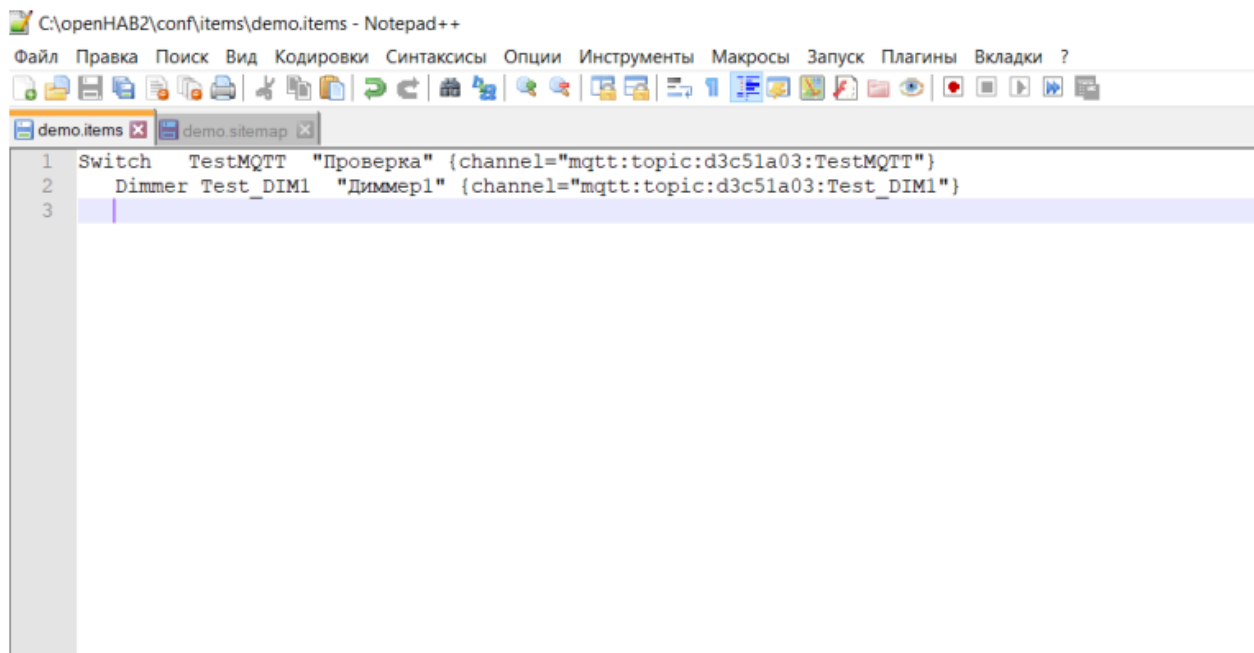 C:\openHAB2\conf\items\demo.items - Notepad++
Файл Правка Поиск Вид Кодировки Синтаксисы Опции Инструменты Макросы Запуск Плагины Вкладки ?
demo.items demo.sitemap
1 Switch TestMQTT "Проверка" {channel="mqtt:topic:d3c51a03:TestMQTT"}
2 Dimmer Test_DIM1 "Диммер1" {channel="mqtt:topic:d3c51a03:Test_DIM1"}
3